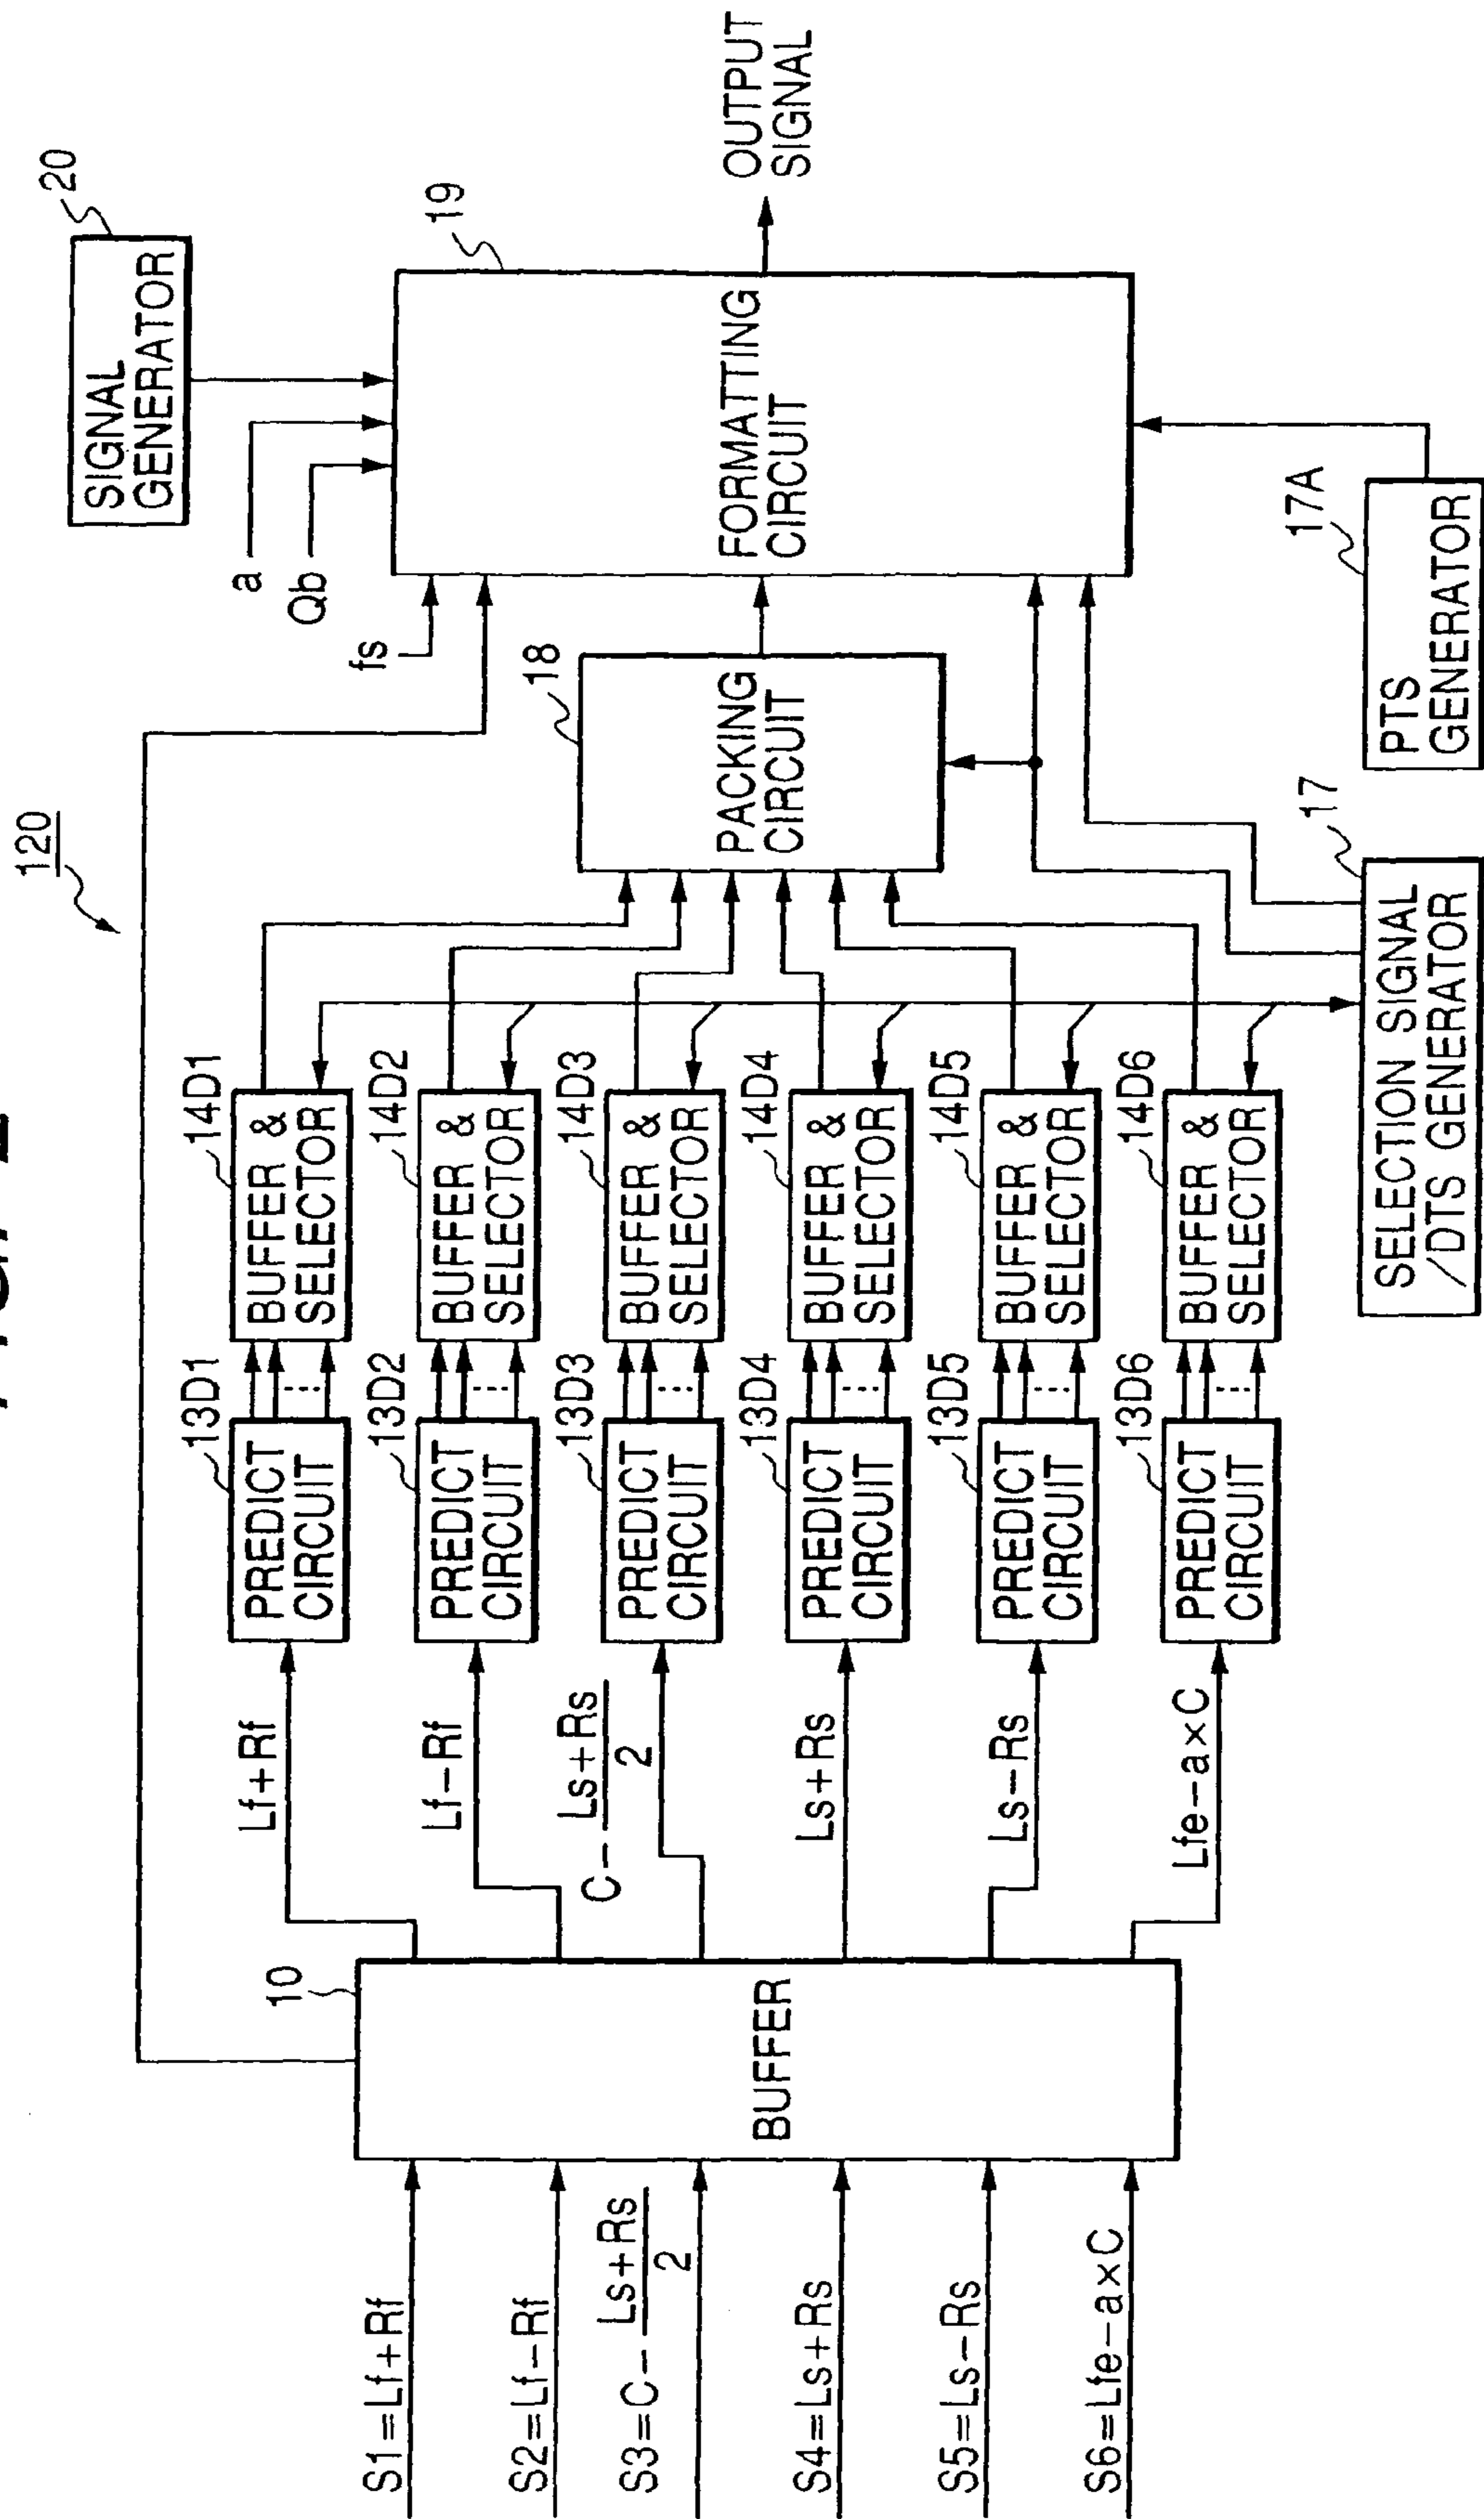 120
S1=Lf+Rf
S2=Lf-Rf
S3=C- Ls+Rs
2
S4=Ls+Rs
S5=Ls-Rs
S6=Lfe-a×C
10
BUFFER
Lf+Rf
Lf-Rf
C- Ls+Rs
2
Ls+Rs
Ls-Rs
Lfe-a×C
13D1
PREDICT
CIRCUIT
13D2
PREDICT
CIRCUIT
13D3
PREDICT
CIRCUIT
13D4
PREDICT
CIRCUIT
13D5
PREDICT
CIRCUIT
13D6
PREDICT
CIRCUIT
14D1
BUFFER &
SELECTOR
14D2
BUFFER &
SELECTOR
14D3
BUFFER &
SELECTOR
14D4
BUFFER &
SELECTOR
14D5
BUFFER &
SELECTOR
14D6
BUFFER &
SELECTOR
18
PACKING
CIRCUIT
17
SELECTION SIGNAL
/DTS GENERATOR
17A
PTS
GENERATOR
fs
Qb
a
20
SIGNAL
GENERATOR
19
FORMATTING
CIRCUIT
OUTPUT
SIGNAL